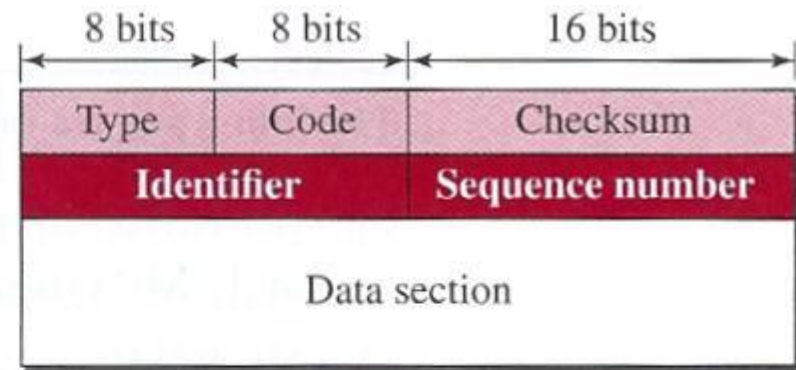 8 bits 8 bits 16 bits
Type Code Checksum
Identifier Sequence number
Data section